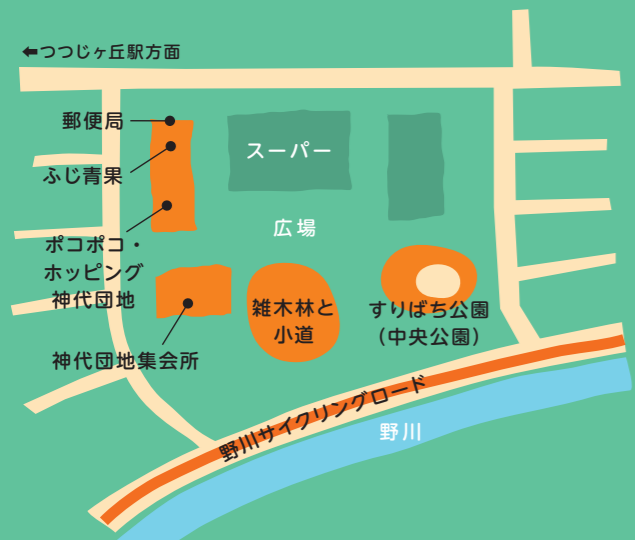 ⬅つつじヶ丘駅方面
郵便局
スーパー
ふじ青果
広場
ポコポコ・
ホッピング
神代団地
雑木林と
小道
すりばち公園
（中央公園）
神代団地集会所
野川サイクリングロード
野川